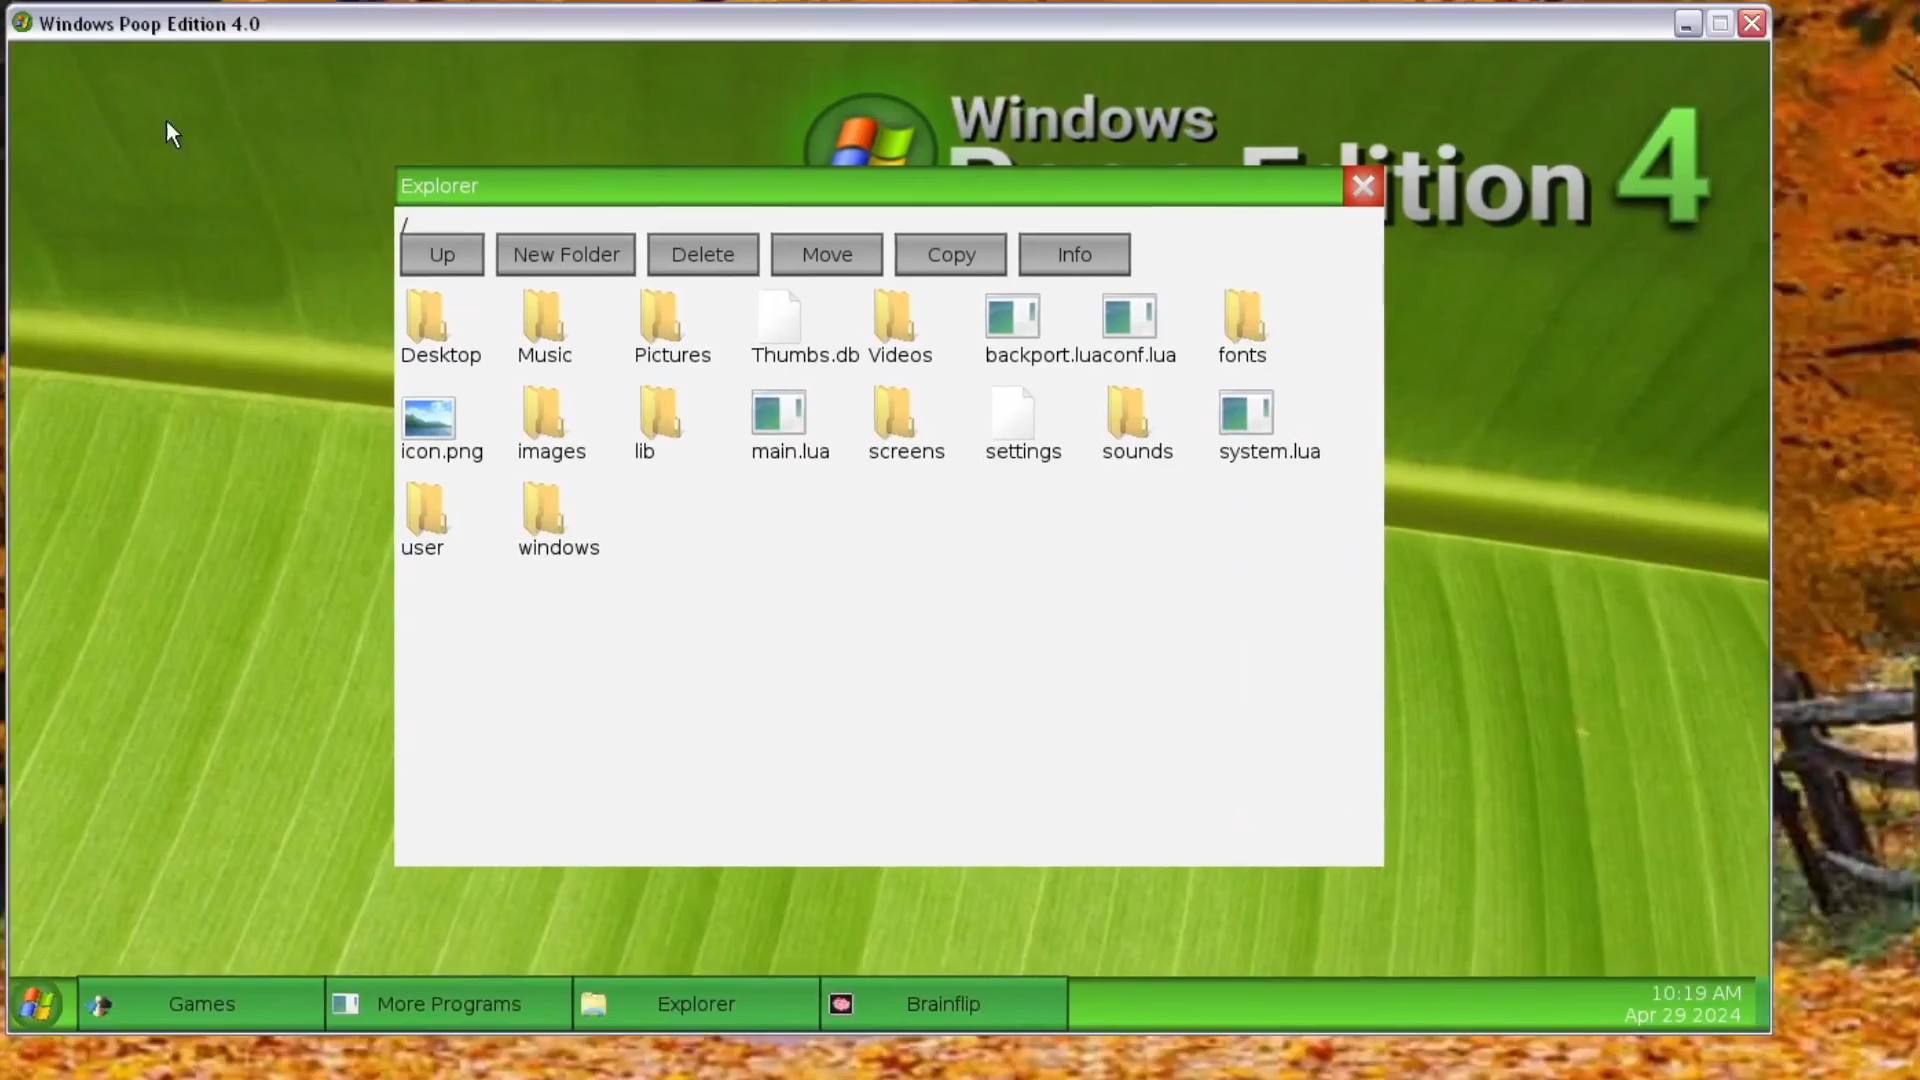 Windows Poop Edition 4.0
Windows
Edition 4
Explorer
/
Up New Folder Delete Move Copy Info
Desktop Music Pictures Thumbs.db Videos backport.lua conf.lua fonts
icon.png images lib main.lua screens settings sounds system.lua
user windows
Games More Programs Explorer Brainflip
10:19 AM
Apr 29 2024